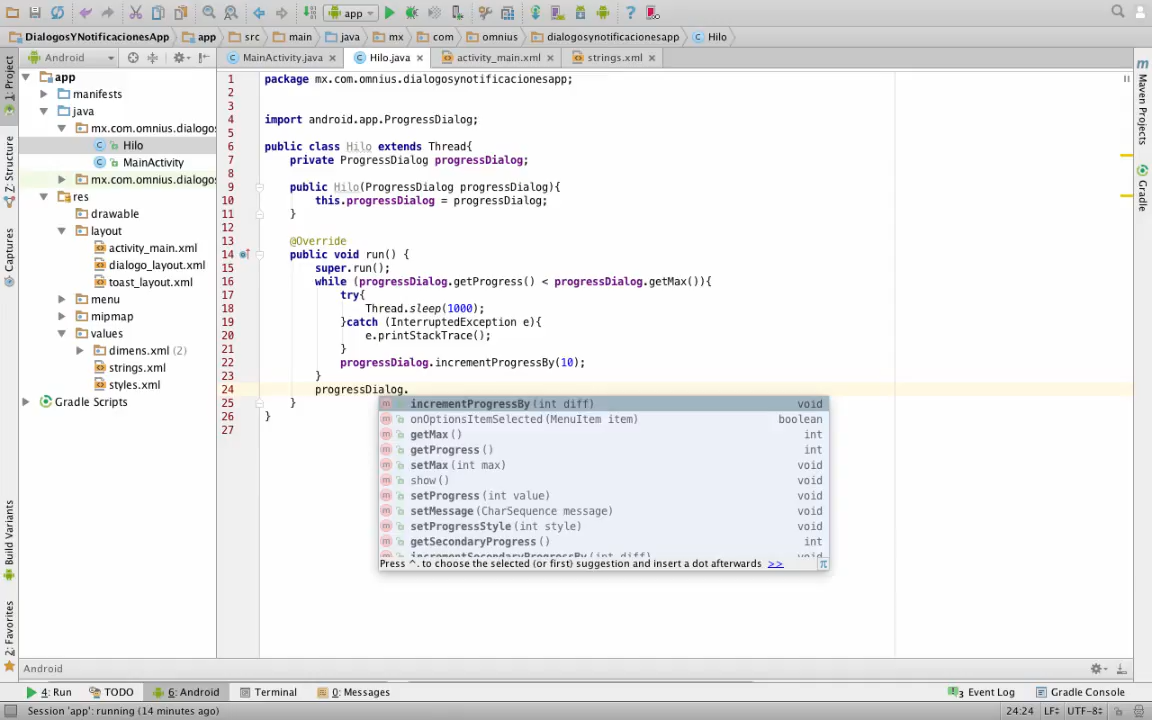 app
DialogosYNotificacionesApp
app
src
main
java
mx
com
omnius
dialogosynotificacionesapp
Hilo
Android
MainActivity.java
Hilo.java
activity_main.xml
strings.xml
1: Project
Z: Structure
Captures
Build Variants
2: Favorites
app
manifests
java
mx.com.omnius.dialogos
Hilo
MainActivity
mx.com.omnius.dialogos
res
drawable
layout
activity_main.xml
dialogo_layout.xml
toast_layout.xml
menu
mipmap
values
dimens.xml (2)
strings.xml
styles.xml
Gradle Scripts
1 package mx.com.omnius.dialogosynotificacionesapp;
2
3
4 import android.app.ProgressDialog;
5
6 public class Hilo extends Thread{
7 private ProgressDialog progressDialog;
8
9 public Hilo(ProgressDialog progressDialog){
10 this.progressDialog = progressDialog;
11 }
12
13 @Override
14 public void run() {
15 super.run();
16 while (progressDialog.getProgress() < progressDialog.getMax()){
17 try{
18 Thread.sleep(1000);
19 }catch (InterruptedException e){
20 e.printStackTrace();
21 }
22 progressDialog.incrementProgressBy(10);
23 }
24 progressDialog.
25 }
26 }
27
incrementProgressBy(int diff) void
onOptionsItemSelected(MenuItem item) boolean
getMax() int
getProgress() int
setMax(int max) void
show() void
setProgress(int value) void
setMessage(CharSequence message) void
setProgressStyle(int style) void
getSecondaryProgress() int
incrementSecondaryProgressBy(int diff) void
Press ^. to choose the selected (or first) suggestion and insert a dot afterwards >> π
m Maven Projects
Gradle
Android
4: Run
TODO
6: Android
Terminal
0: Messages
3 Event Log
Gradle Console
Session 'app': running (14 minutes ago)
24:24 LF UTF-8